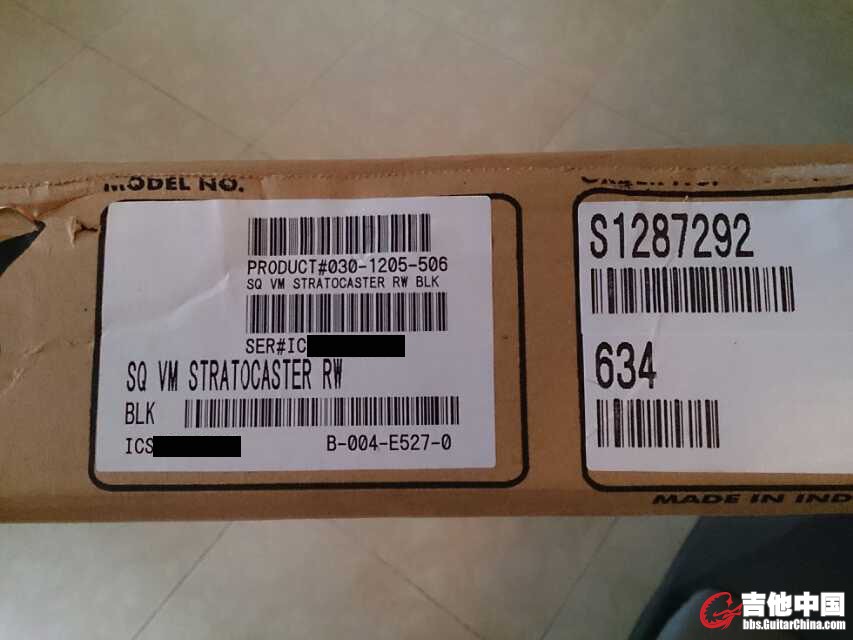 MODEL NO.
PRODUCT#030-1205-506
SQ VM STRATOCASTER RW BLK
SER#IC
SQ VM STRATOCASTER RW
BLK
ICS
B-004-E527-0
S1287292
634
MADE IN IND
吉他中国
bbs.GuitarChina.com